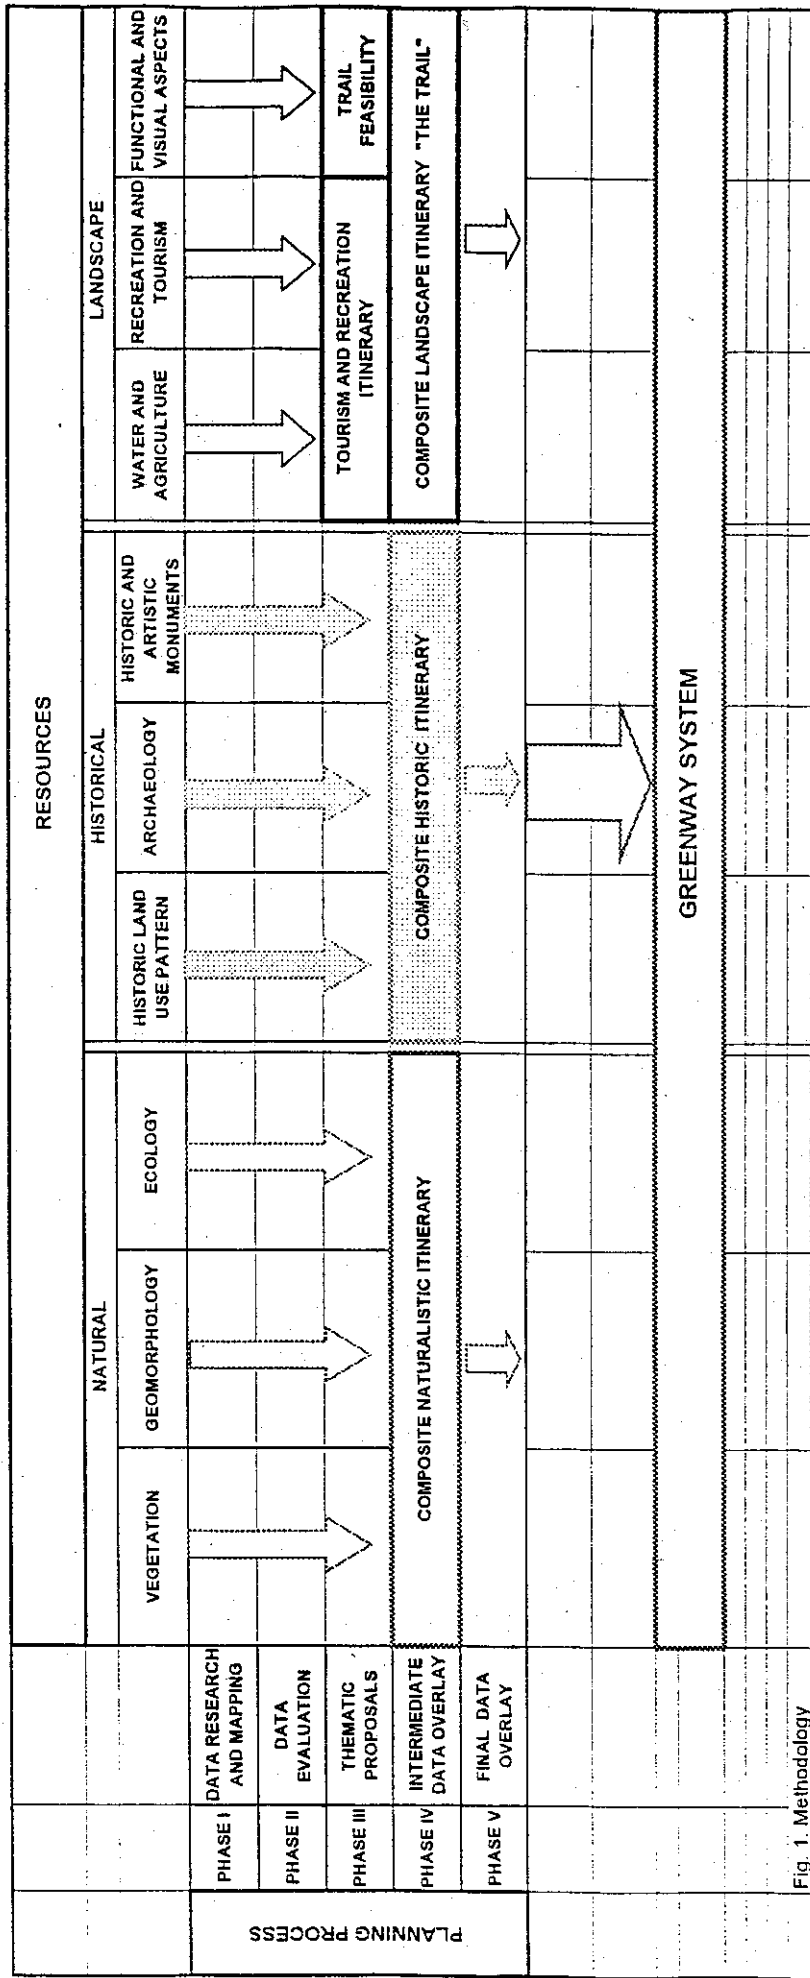 RESOURCES
NATURAL
HISTORICAL
LANDSCAPE
VEGETATION
GEOMORPHOLOGY
ECOLOGY
HISTORIC LAND
USE PATTERN
ARCHAEOLOGY
HISTORIC AND
ARTISTIC
MONUMENTS
WATER AND
AGRICULTURE
RECREATION AND
TOURISM
FUNCTIONAL AND
VISUAL ASPECTS
PLANNING PROCESS
PHASE I
DATA RESEARCH
AND MAPPING
PHASE II
DATA
EVALUATION
PHASE III
THEMATIC
PROPOSALS
TOURISM AND RECREATION
ITINERARY
TRAIL
FEASIBILITY
PHASE IV
INTERMEDIATE
DATA OVERLAY
COMPOSITE NATURALISTIC ITINERARY
COMPOSITE HISTORIC ITINERARY
COMPOSITE LANDSCAPE ITINERARY "THE TRAIL"
PHASE V
FINAL DATA
OVERLAY
GREENWAY SYSTEM
Fig. 1. Methodology